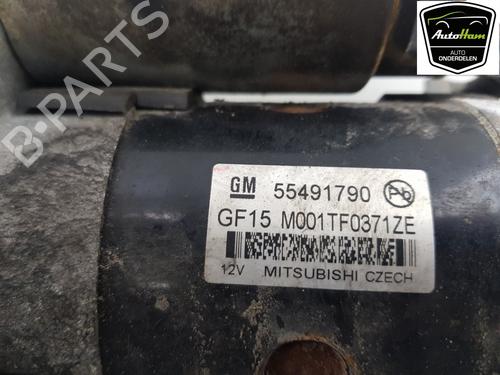 AutoHam
AUTO
ONDERDELEN
B-PARTS
GM 55491790 Pb
GF15 M001TF0371ZE
12V MITSUBISHI CZECH